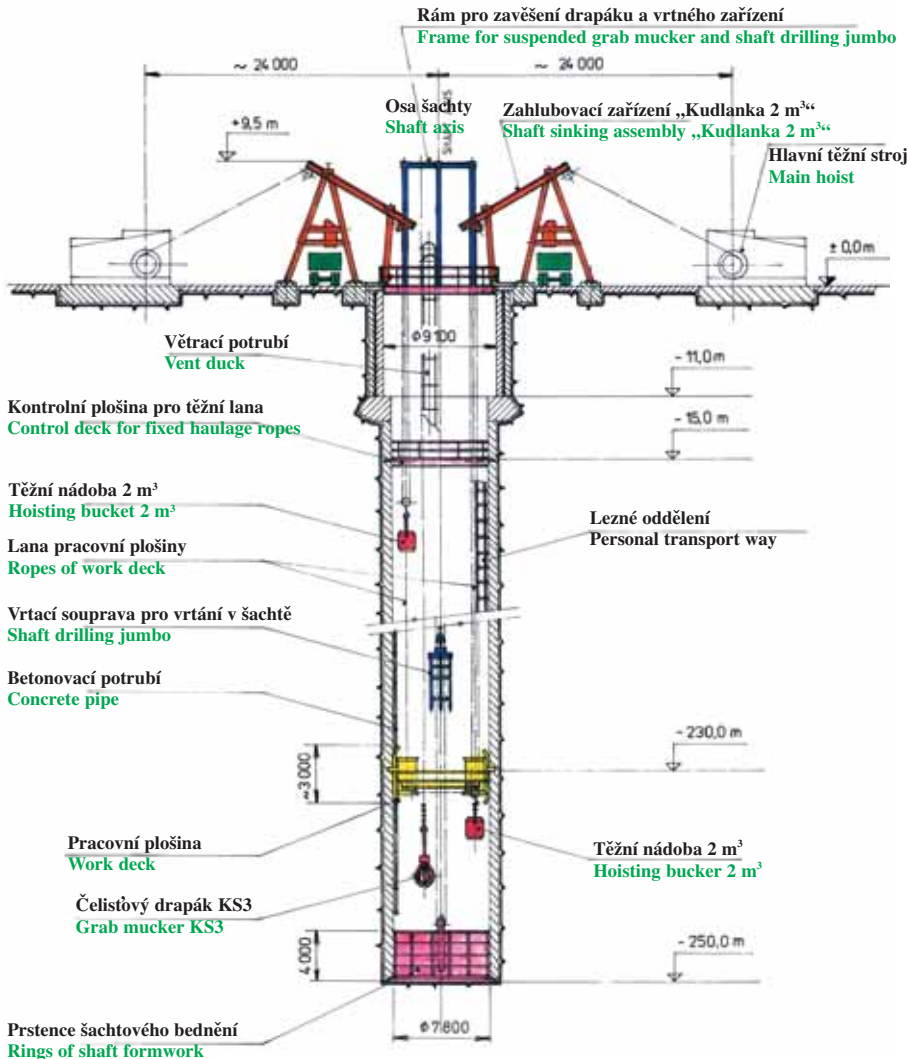 Rám pro zavěšení drapáku a vrtného zařízení
Frame for suspended grab mucker and shaft drilling jumbo
~ 24 000
~ 24 000
Osa šachty
Shaft axis
Zahlubovací zařízení „Kudlanka 2 m³“
Shaft sinking assembly „Kudlanka 2 m³“
+9,5 m
Hlavní těžní stroj
Main hoist
± 0,0 m
Větrací potrubí
Vent duck
ϕ 9100
- 11,0 m
Kontrolní plošina pro těžní lana
Control deck for fixed haulage ropes
- 15,0 m
Těžní nádoba 2 m³
Hoisting bucket 2 m³
Lezné oddělení
Personal transport way
Lana pracovní plošiny
Ropes of work deck
Vrtací souprava pro vrtání v šachtě
Shaft drilling jumbo
Betonovací potrubí
Concrete pipe
- 230,0 m
~3 000
Pracovní plošina
Work deck
Těžní nádoba 2 m³
Hoisting bucker 2 m³
Čelisťový drapák KS3
Grab mucker KS3
4 000
- 250,0 m
ϕ 7800
Prstence šachtového bednění
Rings of shaft formwork